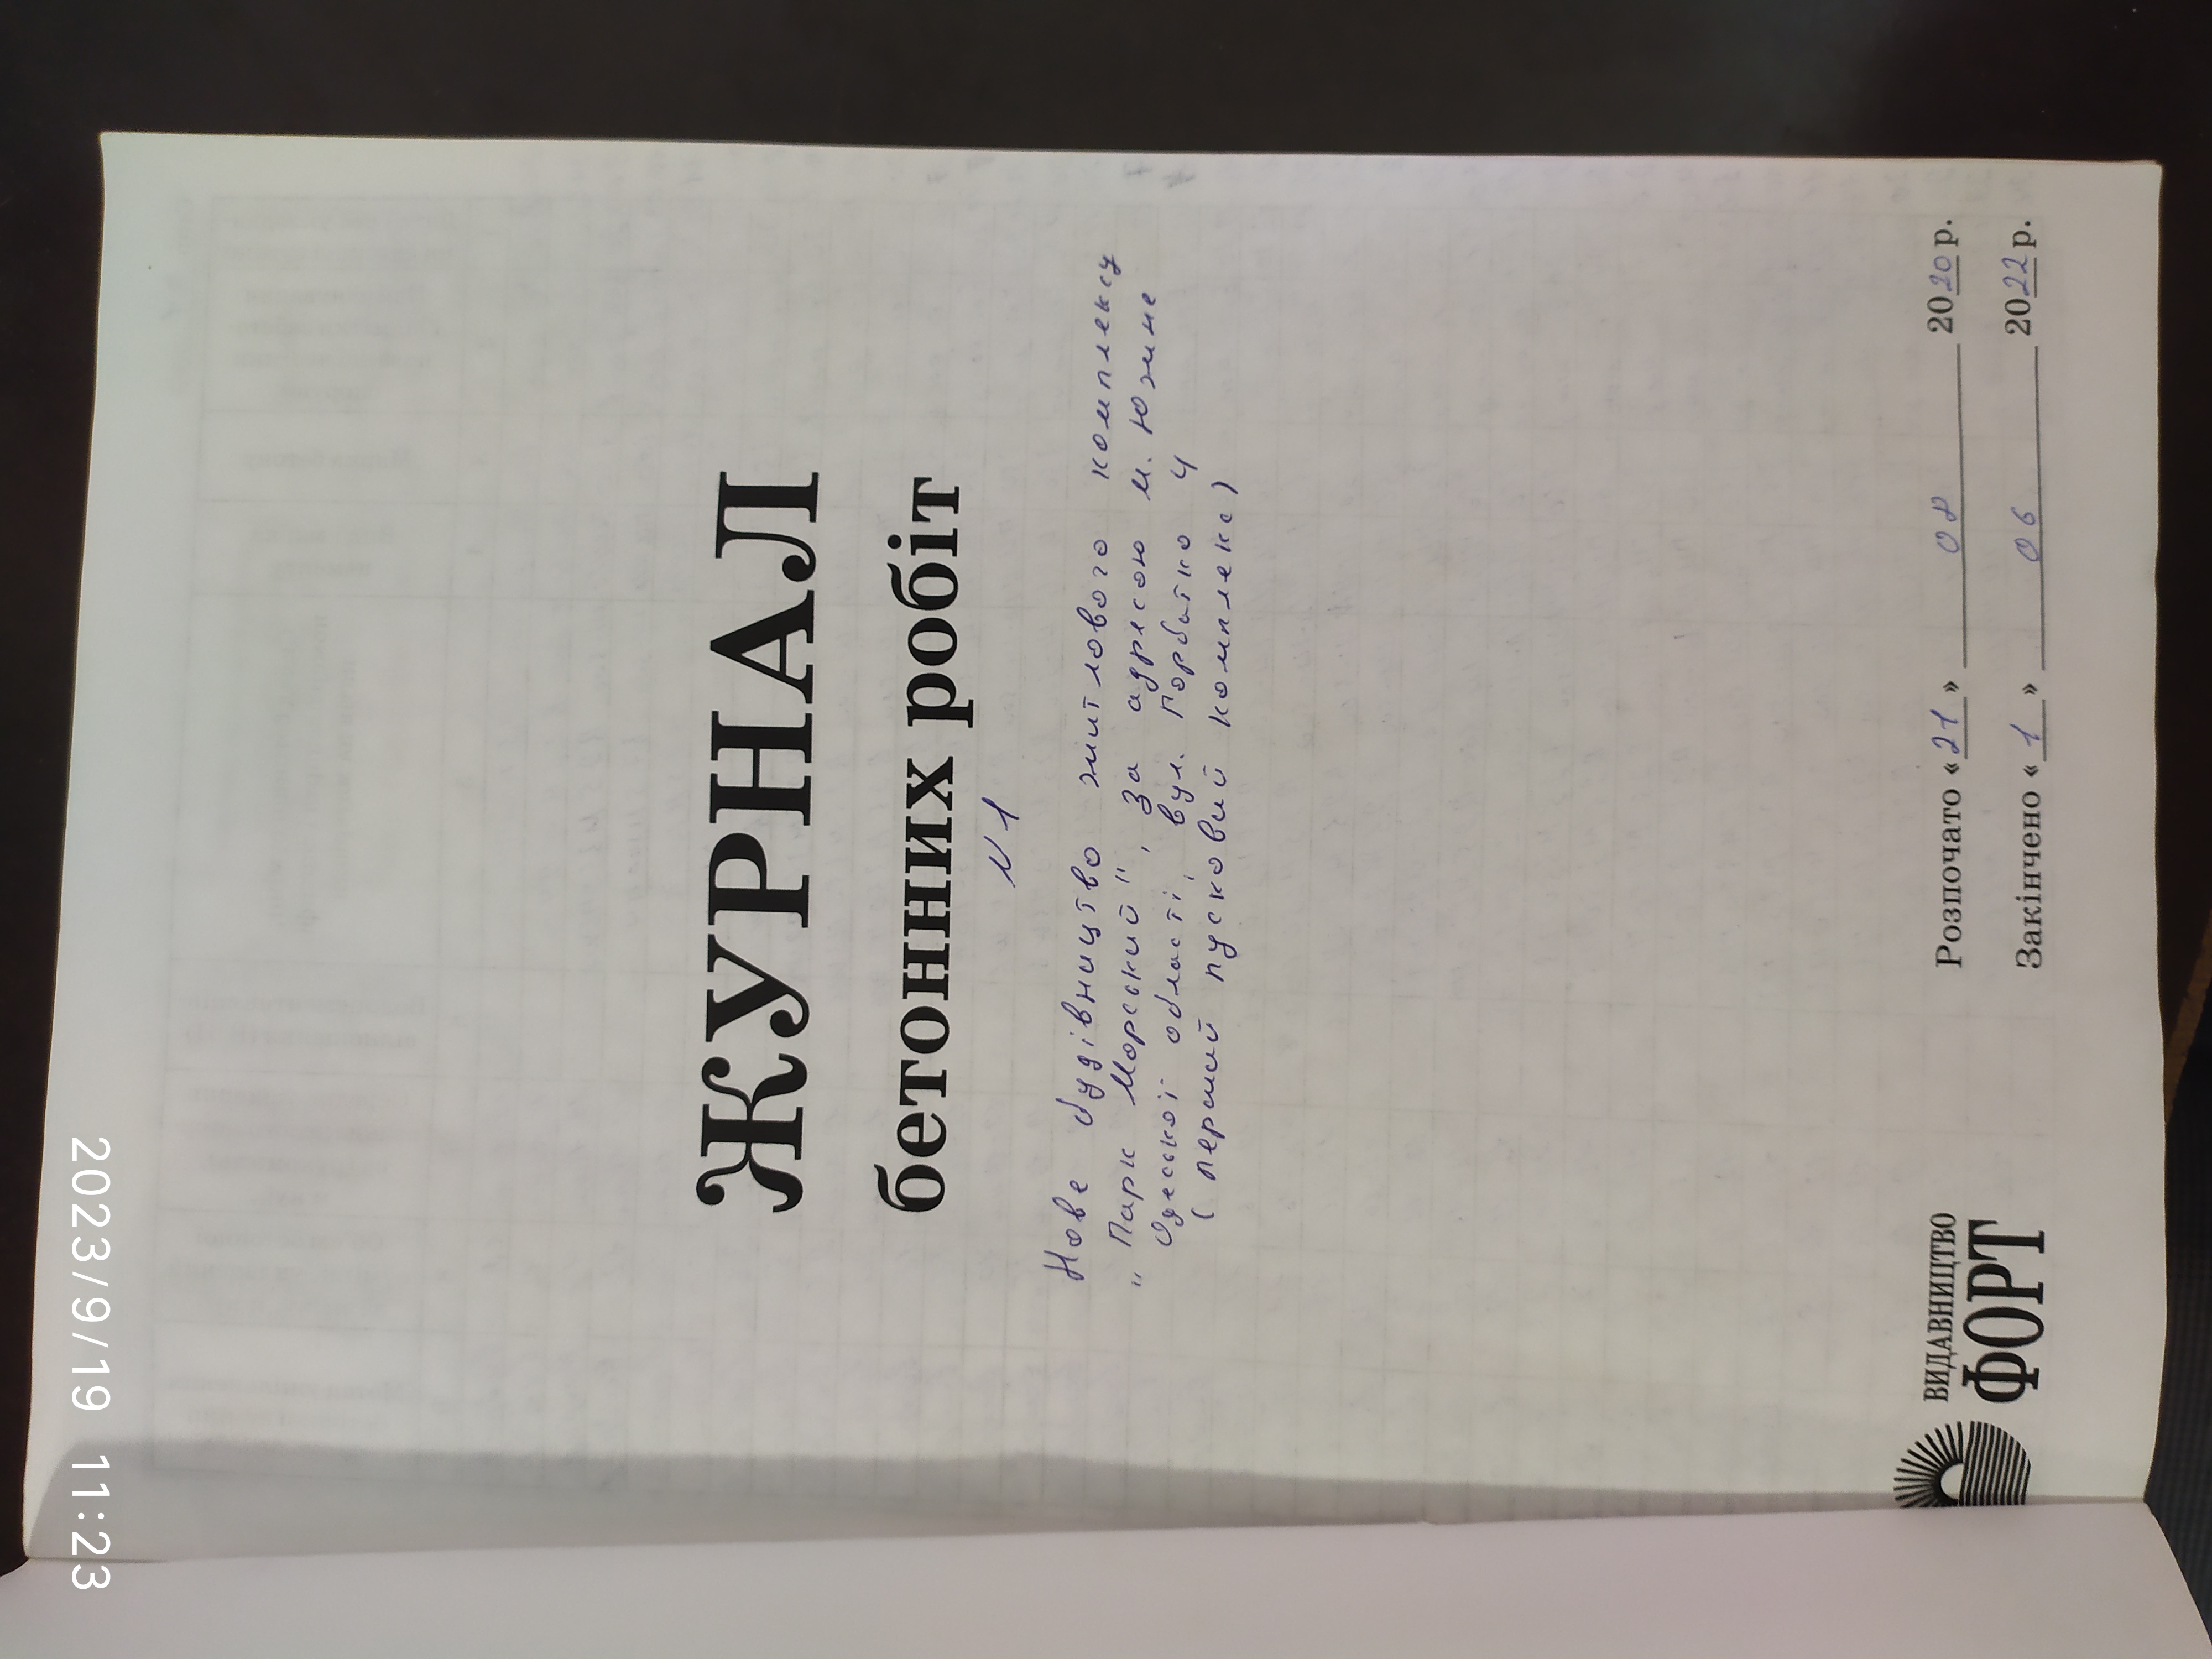 ЖУРНАЛ
бетонних робіт
N 1
Нове будівництво житлового комплексу
"Парк Морський", за адресою м. Южне
Одеської області, вул. Горбатко 4
(перший пусковий комплекс)
Розпочато «21» 08 2020 р.
Закінчено «1» 06 2022 р.
ВИДАВНИЦТВО
ФОРТ
2023/9/19 11:23